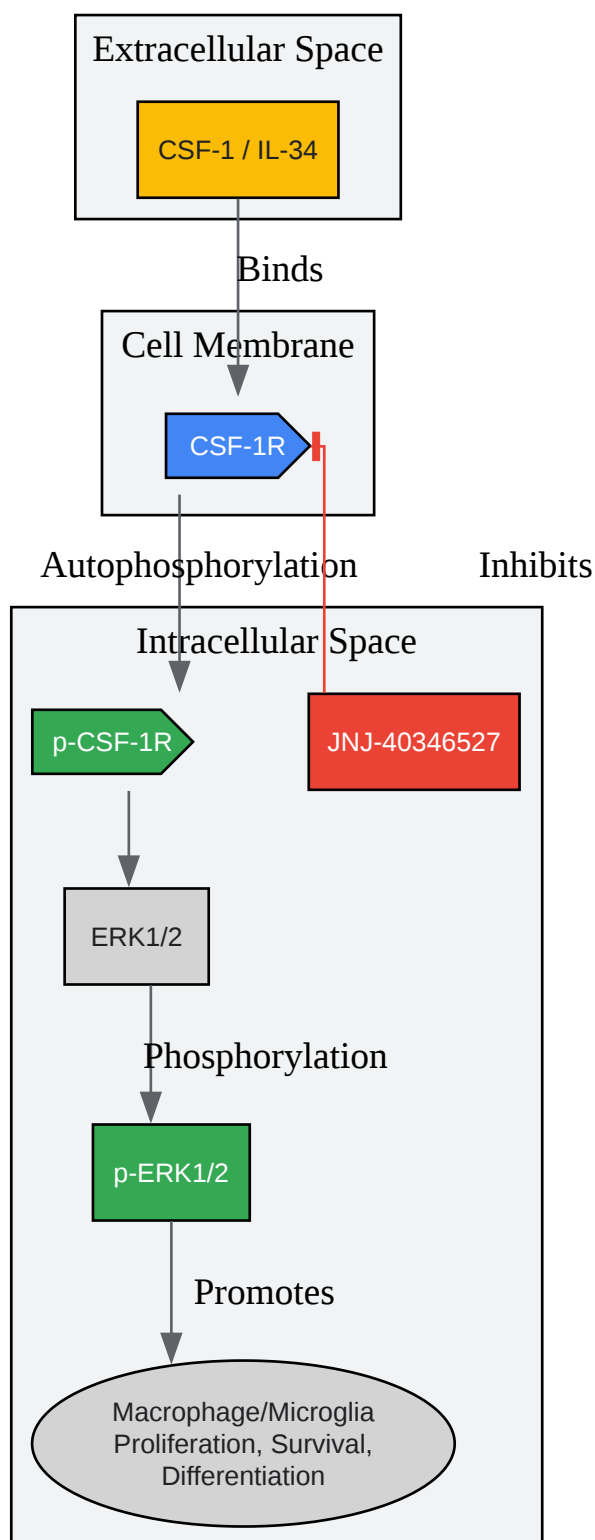 Extracellular Space
CSF-1 / IL-34
Binds
Cell Membrane
CSF-1R
Autophosphorylation
Inhibits
Intracellular Space
p-CSF-1R
JNJ-40346527
ERK1/2
Phosphorylation
p-ERK1/2
Promotes
Macrophage/Microglia
Proliferation, Survival,
Differentiation